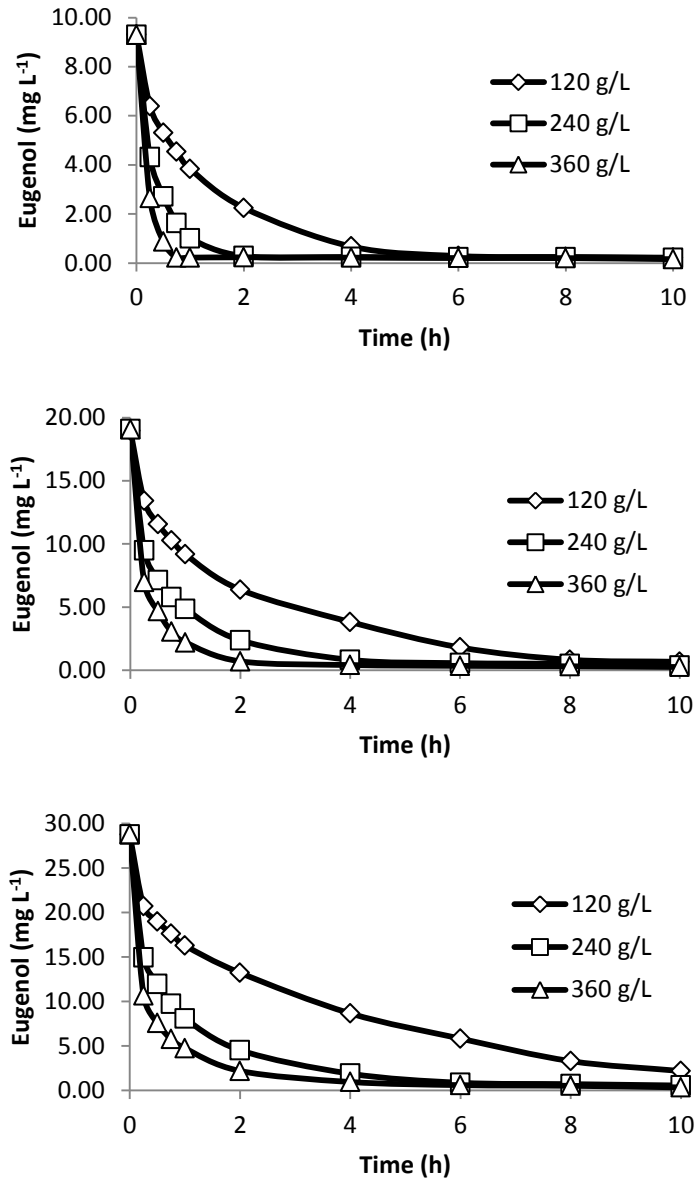 10.00
8.00
6.00
4.00
2.00
0.00
Eugenol (mg L-1)
120 g/L
240 g/L
360 g/L
0 2 4 6 8 10
Time (h)
20.00
15.00
10.00
5.00
0.00
Eugenol (mg L-1)
120 g/L
240 g/L
360 g/L
0 2 4 6 8 10
Time (h)
30.00
25.00
20.00
15.00
10.00
5.00
0.00
Eugenol (mg L-1)
120 g/L
240 g/L
360 g/L
0 2 4 6 8 10
Time (h)